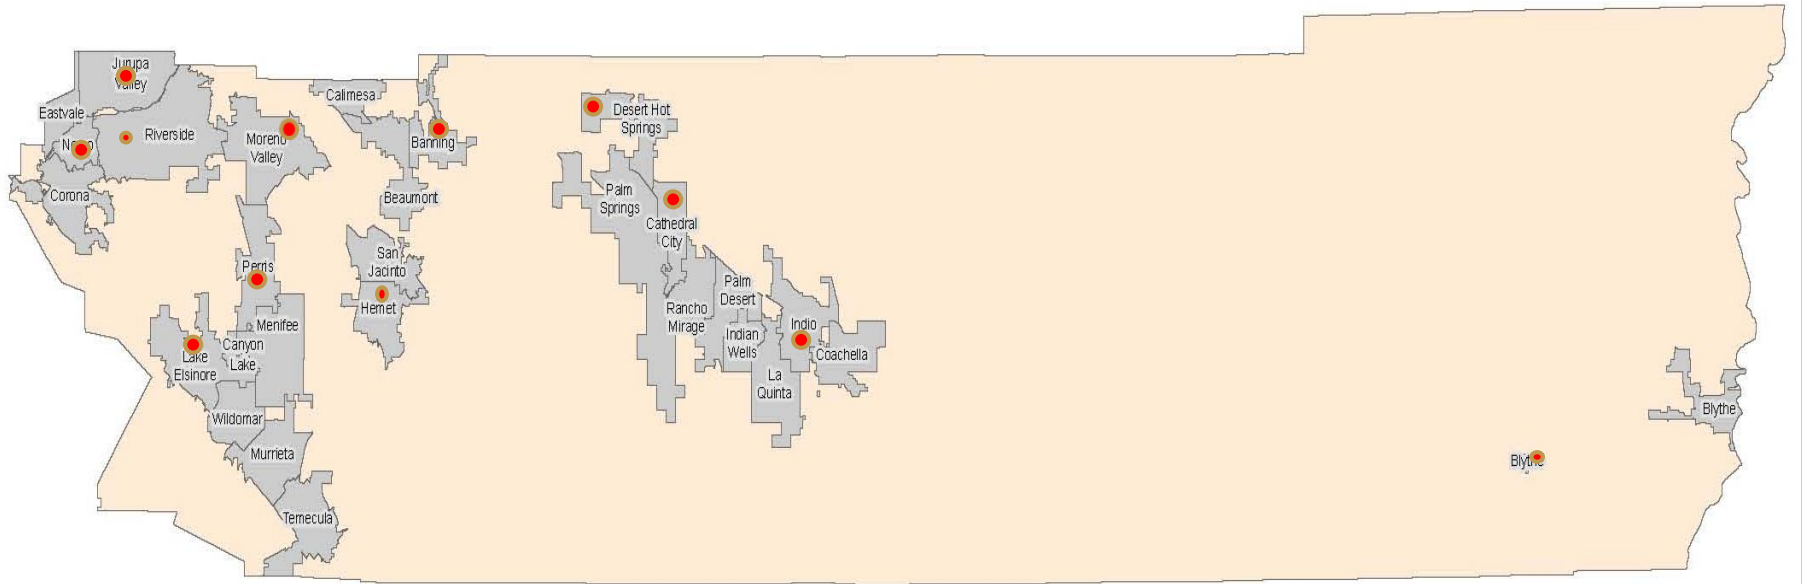 Jurupa
Valley
Eastvale
Norco
Riverside
Corona
Moreno
Valley
Calimesa
Banning
Beaumont
San
Jacinto
Hemet
Perris
Menifee
Canyon
Lake
Lake
Elsinore
Wildomar
Murrieta
Temecula
Desert Hot
Springs
Palm
Springs
Cathedral
City
Rancho
Mirage
Palm
Desert
Indian
Wells
Indio
La
Quinta
Coachella
Blythe
Blythe